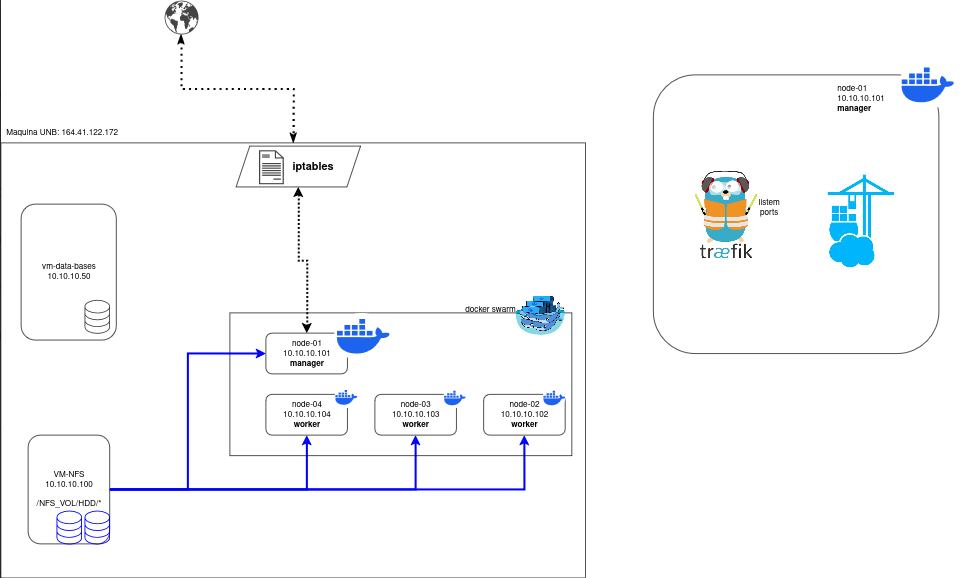 Maquina UNB: 164.41.122.172
iptables
vm-data-bases
10.10.10.50
docker swarm
node-01
10.10.10.101
manager
node-04
10.10.10.104
worker
node-03
10.10.10.103
worker
node-02
10.10.10.102
worker
VM-NFS
10.10.10.100
/NFS_VOL/HDD/*
node-01
10.10.10.101
manager
listem
ports
træfik